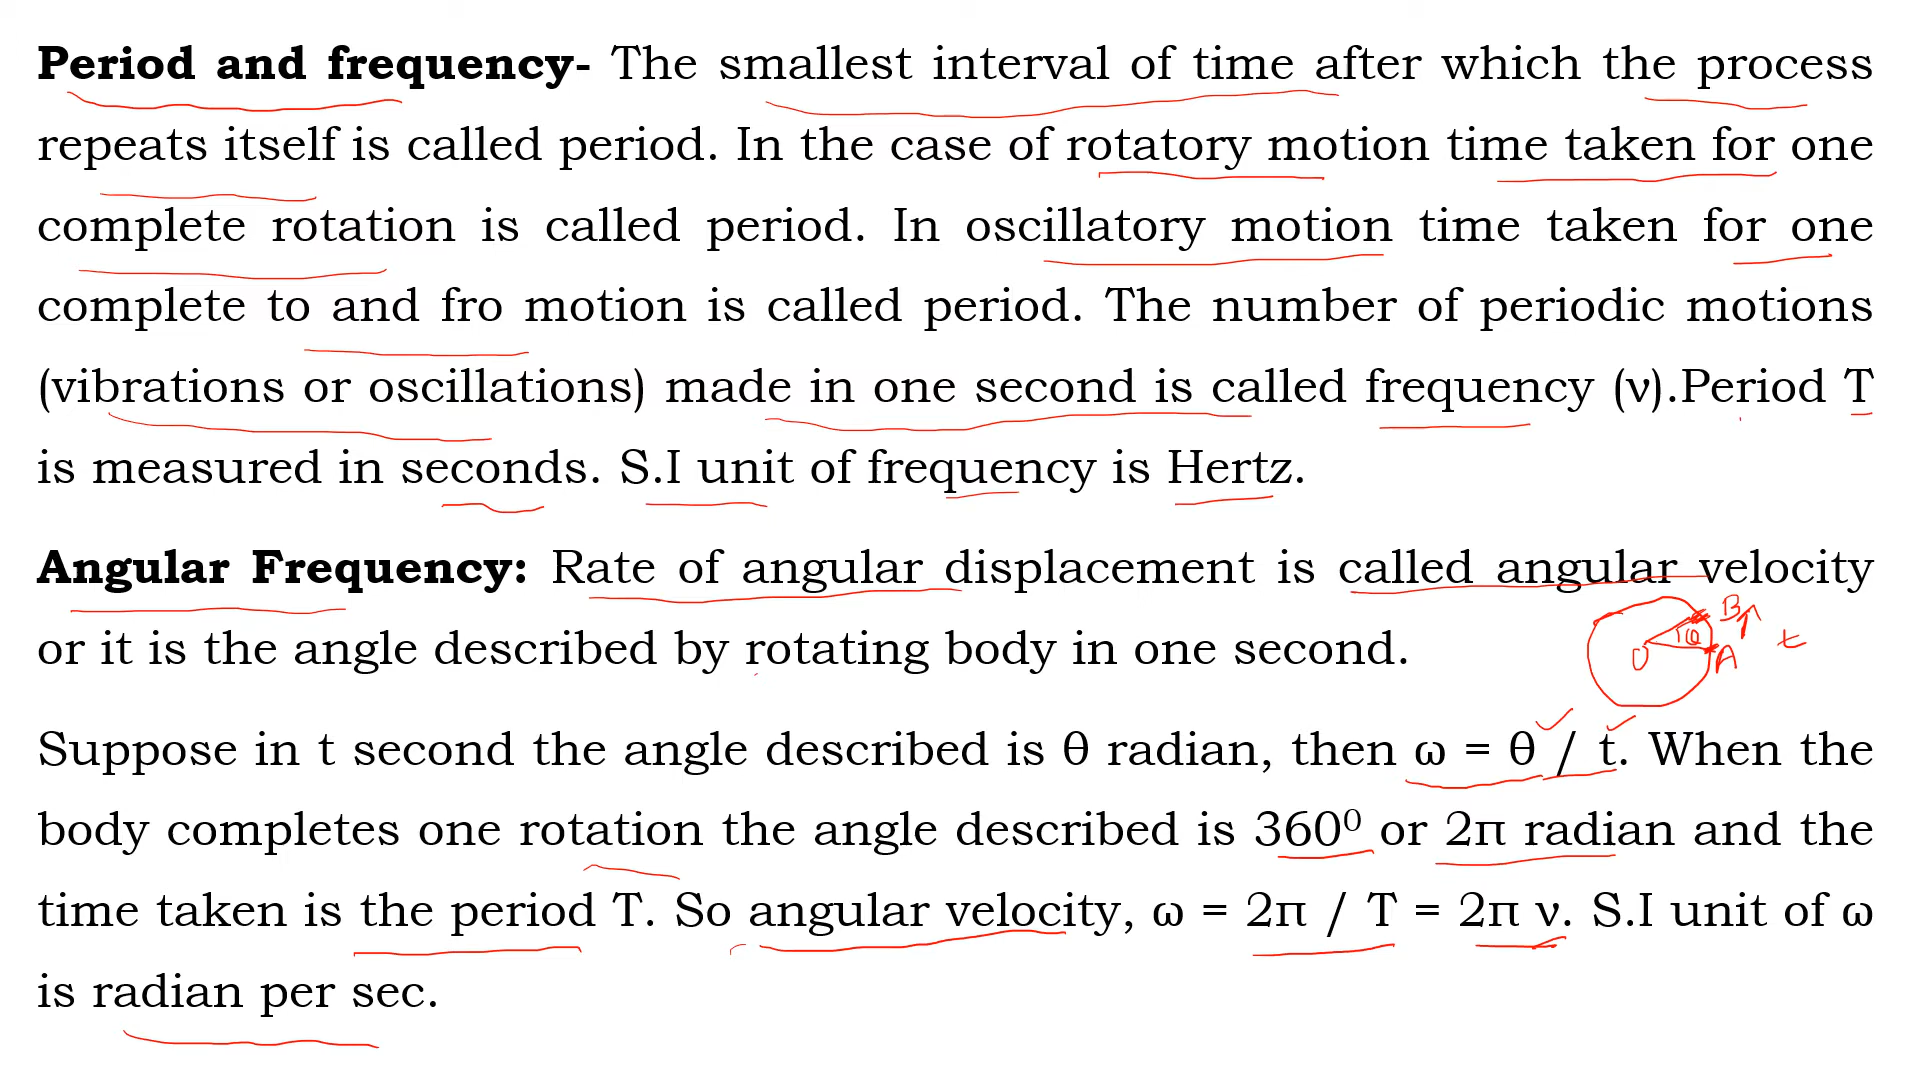 Period and frequency- The smallest interval of time after which the process
repeats itself is called period. In the case of rotatory motion time taken for one
complete rotation is called period. In oscillatory motion time taken for one
complete to and fro motion is called period. The number of periodic motions
(vibrations or oscillations) made in one second is called frequency (ν).Period T
is measured in seconds. S.I unit of frequency is Hertz.
Angular Frequency: Rate of angular displacement is called angular velocity
or it is the angle described by rotating body in one second.
B
θ
t
O
A
Suppose in t second the angle described is θ radian, then ω = θ / t. When the
body completes one rotation the angle described is 360⁰ or 2π radian and the
time taken is the period T. So angular velocity, ω = 2π / T = 2π ν. S.I unit of ω
is radian per sec.